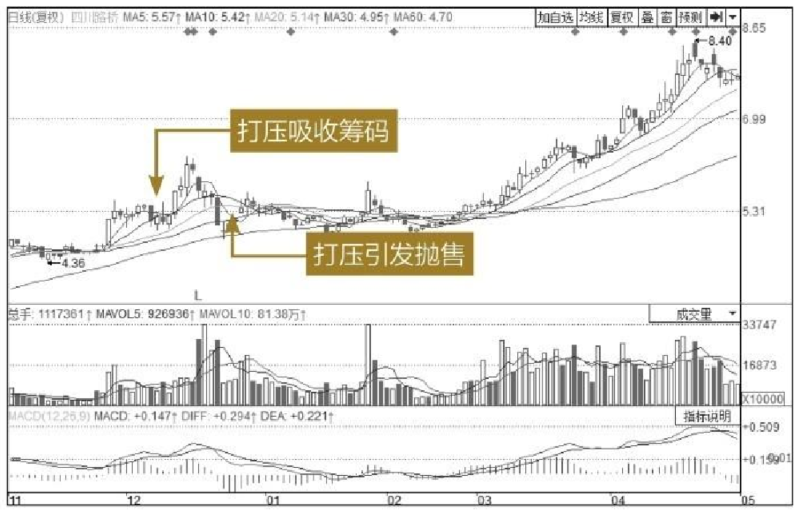 日线(复权) 四川路桥 MA5: 5.57↑ MA10: 5.42↑ MA20: 5.14↑ MA30: 4.95↑ MA60: 4.70
加自选 均线 复权 叠 窗 预测
8.65
8.40
打压吸收筹码
6.99
5.31
打压引发抛售
4.36
L
总手: 1117361↑ MAVOL5: 926936↑ MAVOL10: 81.38万↑
成交量
33747
16873
X10000
MACD(12,26,9) MACD: +0.147↑ DIFF: +0.294↑ DEA: +0.221↑
指标说明
+0.509
11 12 01 02 03 04 05